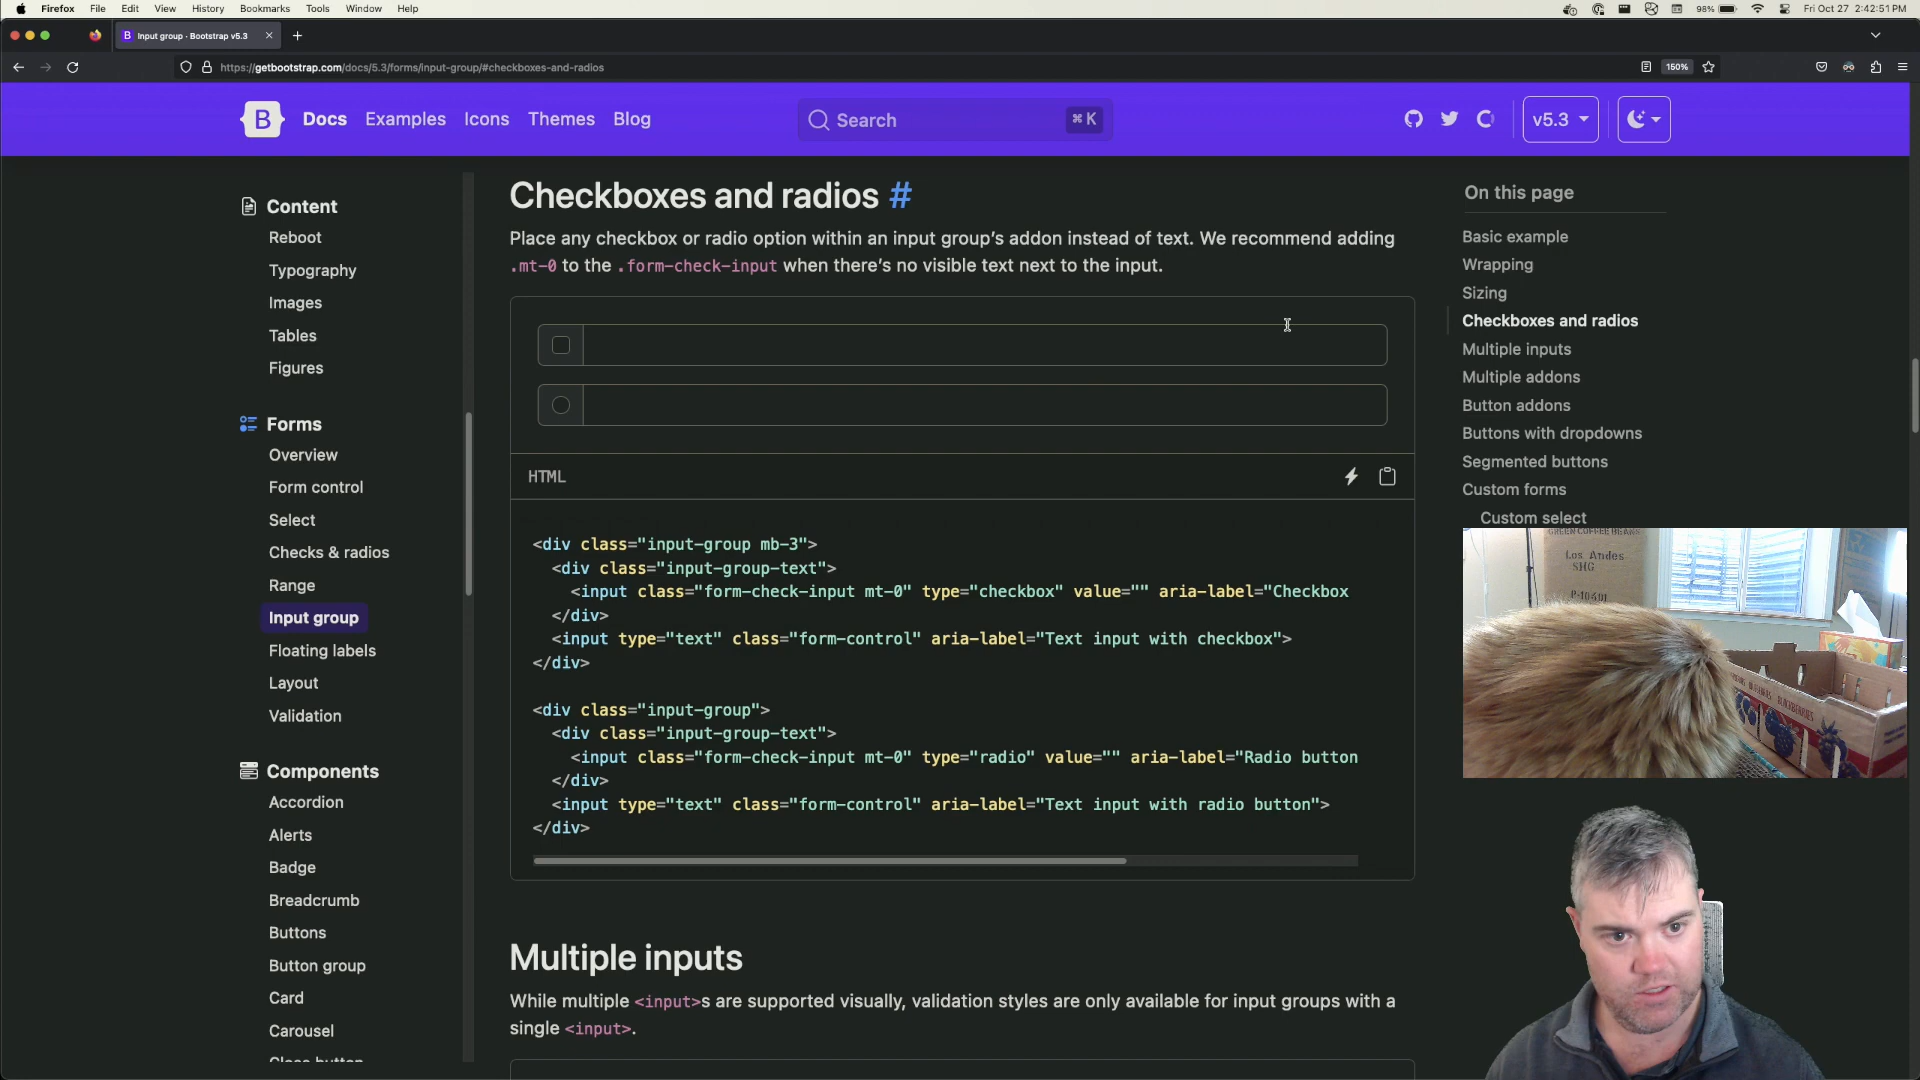 Firefox File Edit View History Bookmarks Tools Window Help
98% Fri Oct 27 2:42:51 PM
Input group · Bootstrap v5.3
https://getbootstrap.com/docs/5.3/forms/input-group/#checkboxes-and-radios
150%
B Docs Examples Icons Themes Blog
Search ⌘ K
v5.3
Content
Reboot
Typography
Images
Tables
Figures
Forms
Overview
Form control
Select
Checks & radios
Range
Input group
Floating labels
Layout
Validation
Components
Accordion
Alerts
Badge
Breadcrumb
Buttons
Button group
Card
Carousel
Close button
Checkboxes and radios #
Place any checkbox or radio option within an input group’s addon instead of text. We recommend adding
.mt-0 to the .form-check-input when there’s no visible text next to the input.
HTML
<div class="input-group mb-3">
<div class="input-group-text">
<input class="form-check-input mt-0" type="checkbox" value="" aria-label="Checkbox
</div>
<input type="text" class="form-control" aria-label="Text input with checkbox">
</div>
<div class="input-group">
<div class="input-group-text">
<input class="form-check-input mt-0" type="radio" value="" aria-label="Radio button
</div>
<input type="text" class="form-control" aria-label="Text input with radio button">
</div>
Multiple inputs
While multiple <input>s are supported visually, validation styles are only available for input groups with a
single <input>.
On this page
Basic example
Wrapping
Sizing
Checkboxes and radios
Multiple inputs
Multiple addons
Button addons
Buttons with dropdowns
Segmented buttons
Custom forms
Custom select
GREEN COFFEE BEANS
Los Andes
SHG
BLACKBERRIES